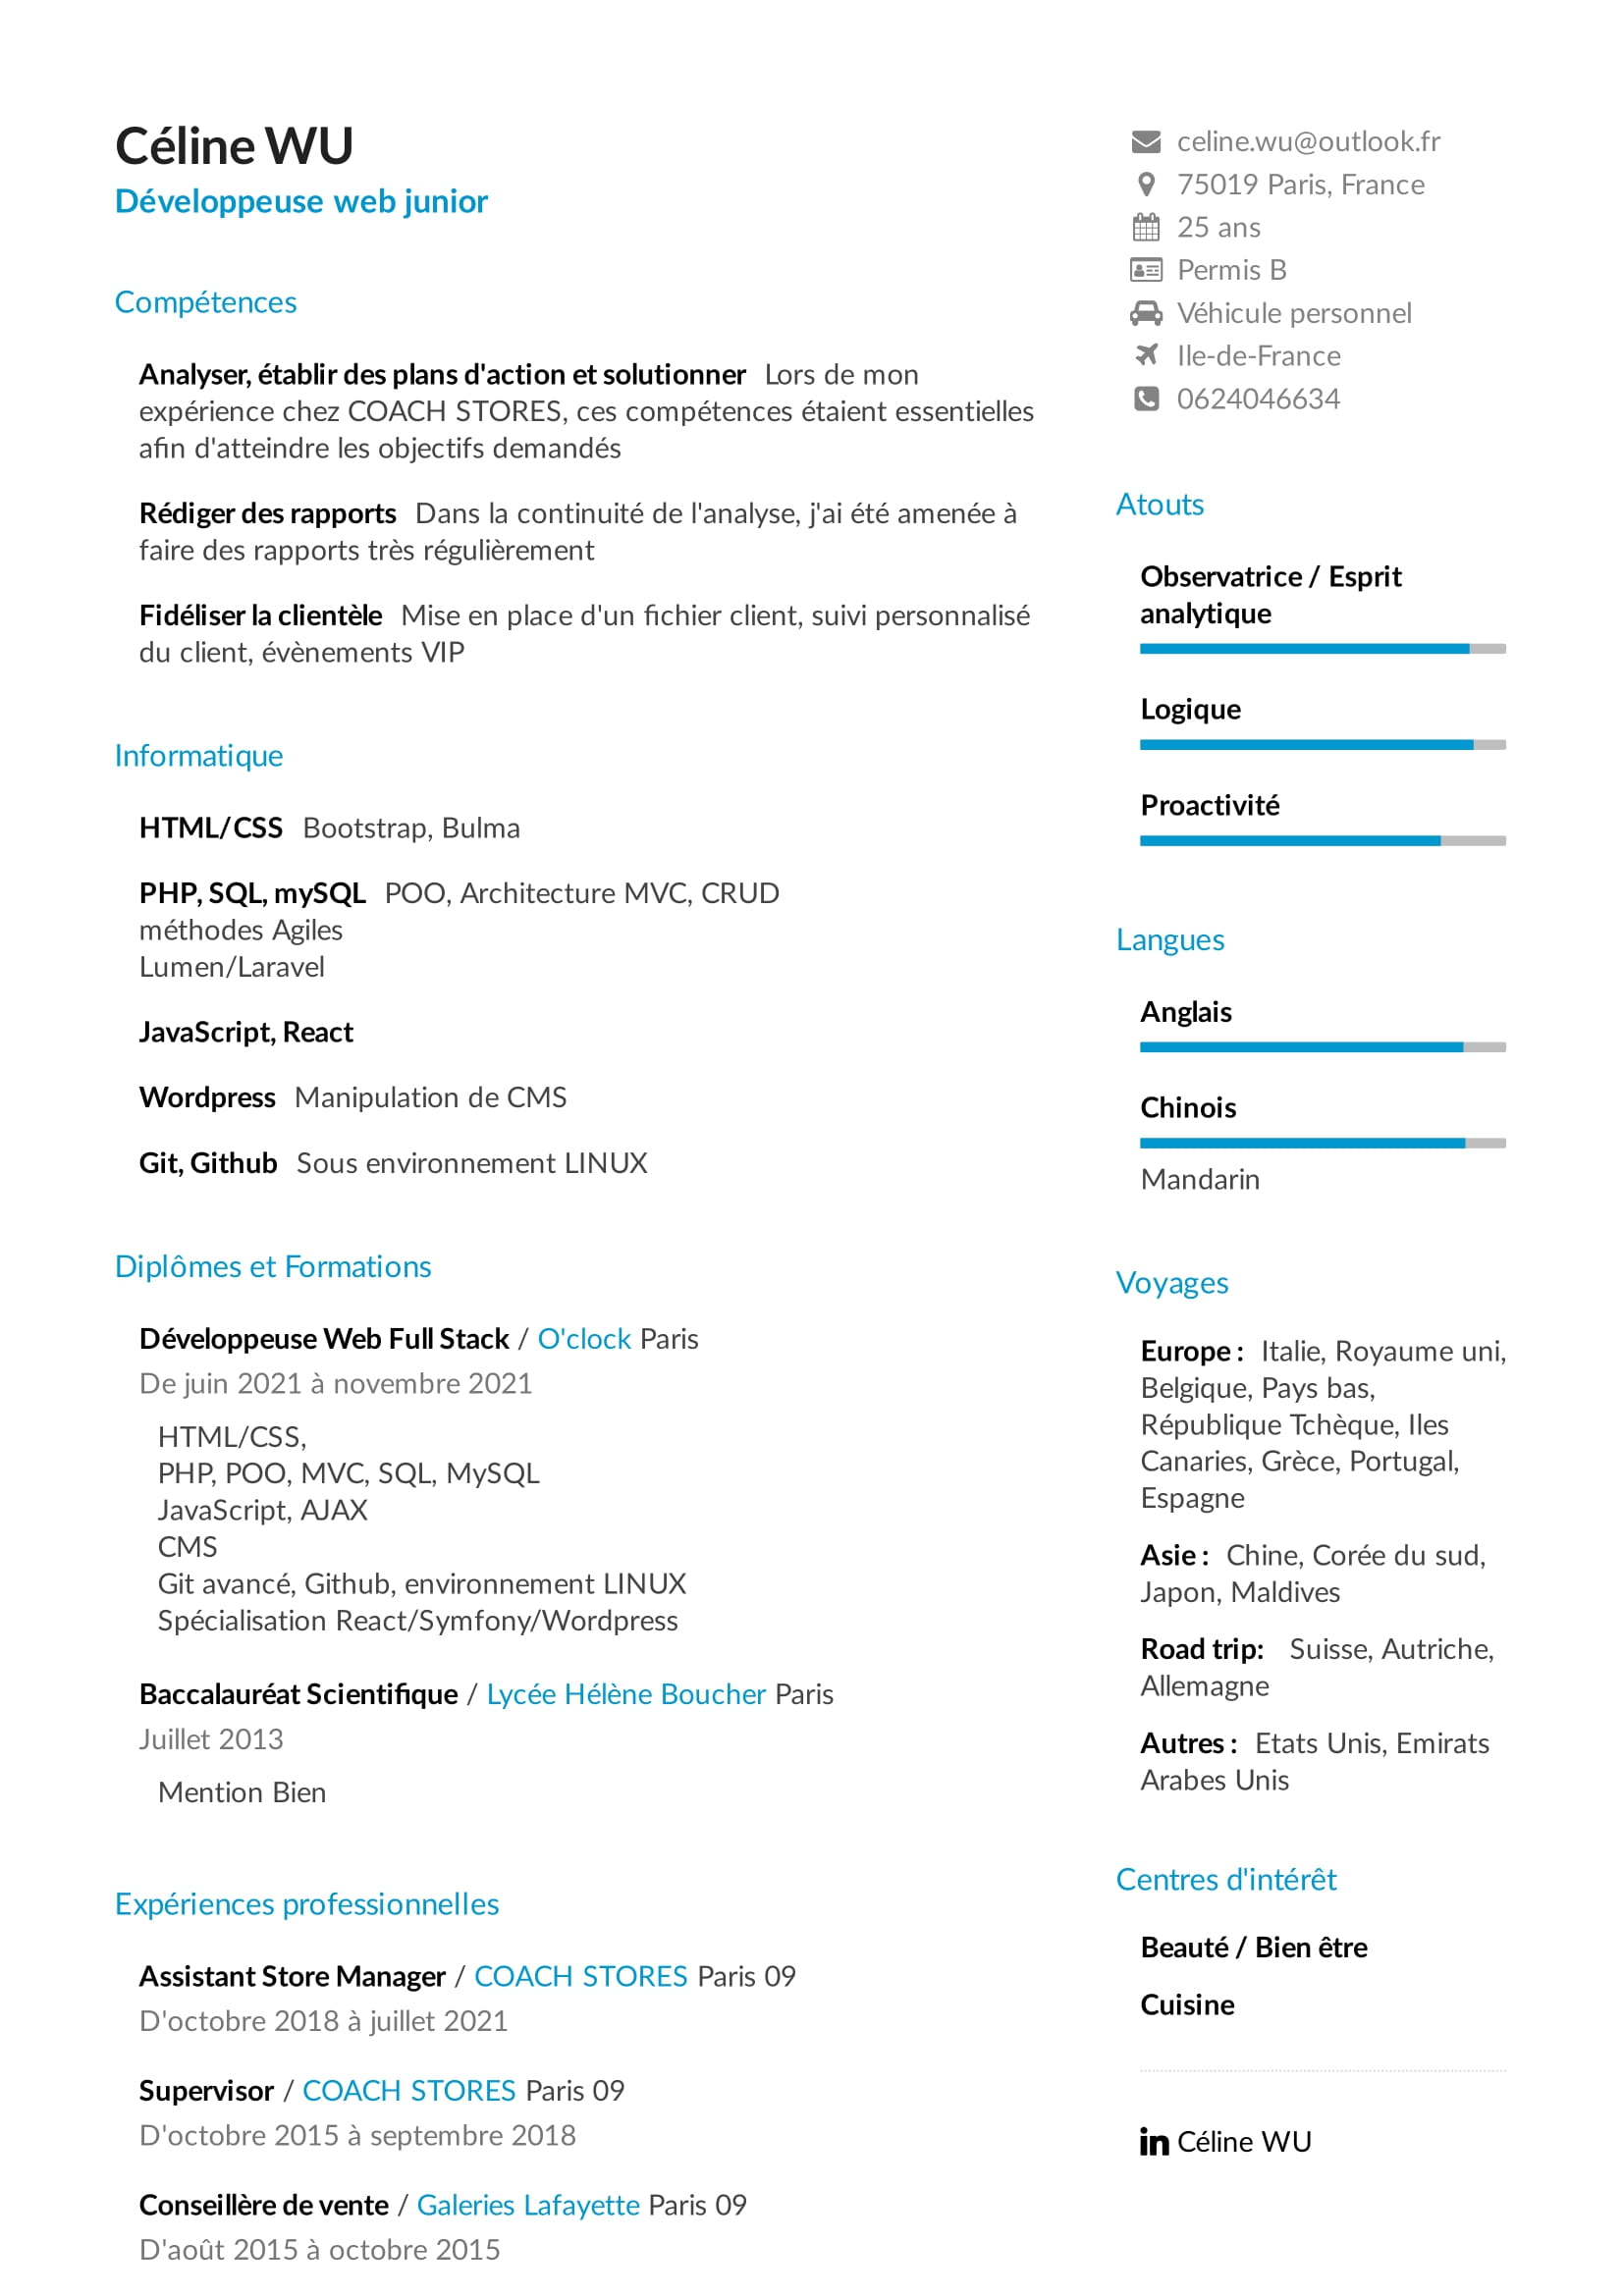 Céline WU
Développeuse web junior
Compétences
Analyser, établir des plans d'action et solutionner Lors de mon
expérience chez COACH STORES, ces compétences étaient essentielles
afin d'atteindre les objectifs demandés
Rédiger des rapports Dans la continuité de l'analyse, j'ai été amenée à
faire des rapports très régulièrement
Fidéliser la clientèle Mise en place d'un fichier client, suivi personnalisé
du client, évènements VIP
Informatique
HTML/CSS Bootstrap, Bulma
PHP, SQL, mySQL POO, Architecture MVC, CRUD
méthodes Agiles
Lumen/Laravel
JavaScript, React
Wordpress Manipulation de CMS
Git, Github Sous environnement LINUX
Diplômes et Formations
Développeuse Web Full Stack / O'clock Paris
De juin 2021 à novembre 2021
HTML/CSS,
PHP, POO, MVC, SQL, MySQL
JavaScript, AJAX
CMS
Git avancé, Github, environnement LINUX
Spécialisation React/Symfony/Wordpress
Baccalauréat Scientifique / Lycée Hélène Boucher Paris
Juillet 2013
Mention Bien
Expériences professionnelles
Assistant Store Manager / COACH STORES Paris 09
D'octobre 2018 à juillet 2021
Supervisor / COACH STORES Paris 09
D'octobre 2015 à septembre 2018
Conseillère de vente / Galeries Lafayette Paris 09
D'août 2015 à octobre 2015
celine.wu@outlook.fr
75019 Paris, France
25 ans
Permis B
Véhicule personnel
Ile-de-France
0624046634
Atouts
Observatrice / Esprit
analytique
Logique
Proactivité
Langues
Anglais
Chinois
Mandarin
Voyages
Europe : Italie, Royaume uni,
Belgique, Pays bas,
République Tchèque, Iles
Canaries, Grèce, Portugal,
Espagne
Asie : Chine, Corée du sud,
Japon, Maldives
Road trip: Suisse, Autriche,
Allemagne
Autres : Etats Unis, Emirats
Arabes Unis
Centres d'intérêt
Beauté / Bien être
Cuisine
in Céline WU